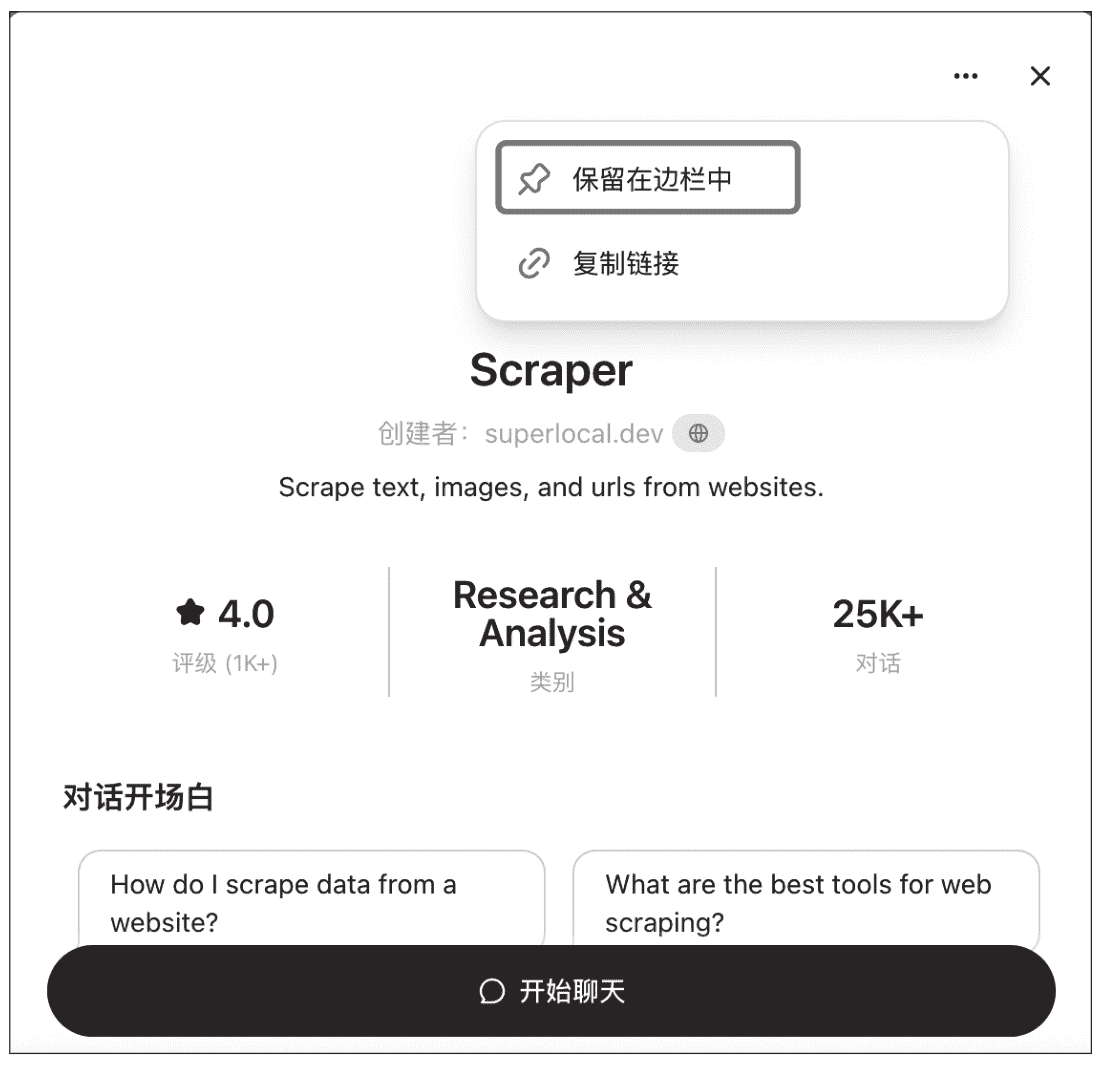 保留在边栏中
复制链接
Scraper
创建者：superlocal.dev
Scrape text, images, and urls from websites.
★ 4.0
评级 (1K+)
Research &
Analysis
类别
25K+
对话
对话开场白
How do I scrape data from a
website?
What are the best tools for web
scraping?
开始聊天